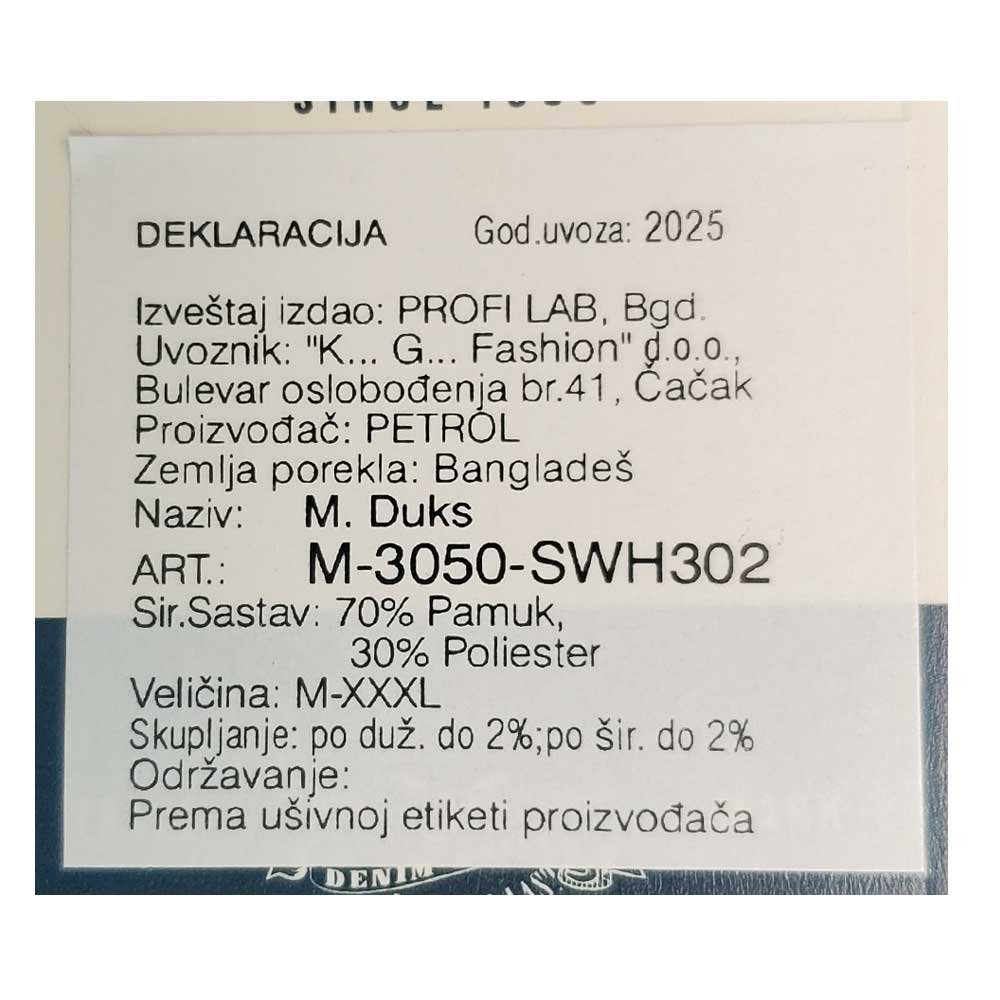 DEKLARACIJA God.uvoza: 2025
Izveštaj izdao: PROFI LAB, Bgd.
Uvoznik: "K... G... Fashion" d.o.o.,
Bulevar oslobođenja br.41, Čačak
Proizvođač: PETROL
Zemlja porekla: Bangladeš
Naziv: M. Duks
ART.: M-3050-SWH302
Sir.Sastav: 70% Pamuk,
30% Poliester
Veličina: M-XXXL
Skupljanje: po duž. do 2%;po šir. do 2%
Održavanje:
Prema ušivnoj etiketi proizvođača
DENIM